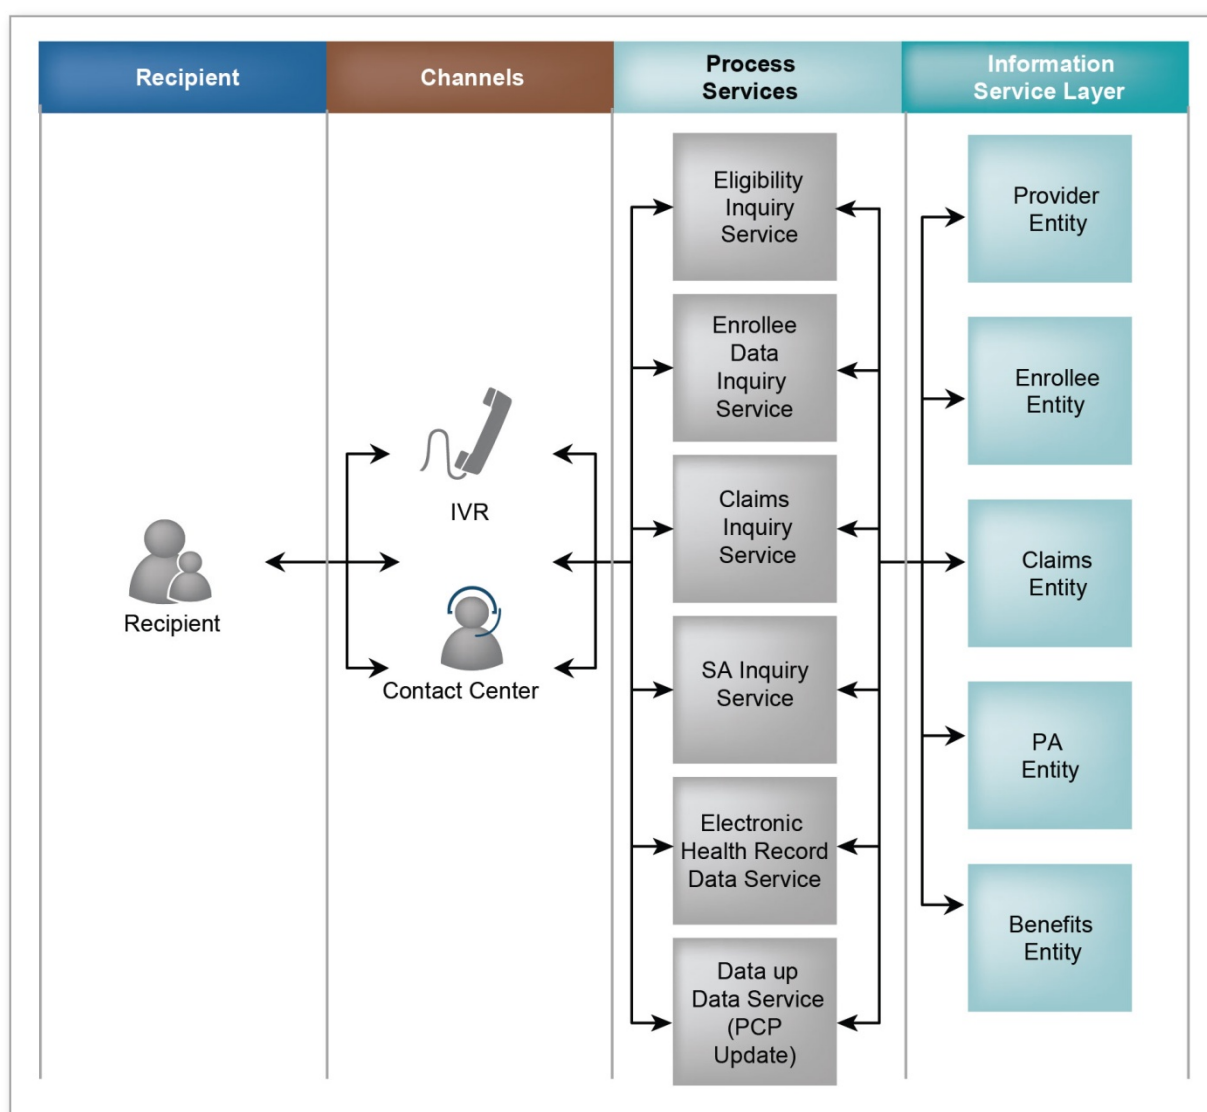 Recipient
Channels
Process
Services
Information
Service Layer
Recipient
IVR
Contact Center
Eligibility
Inquiry
Service
Enrollee
Data
Inquiry
Service
Claims
Inquiry
Service
SA Inquiry
Service
Electronic
Health Record
Data Service
Data up
Data Service
(PCP
Update)
Provider
Entity
Enrollee
Entity
Claims
Entity
PA
Entity
Benefits
Entity